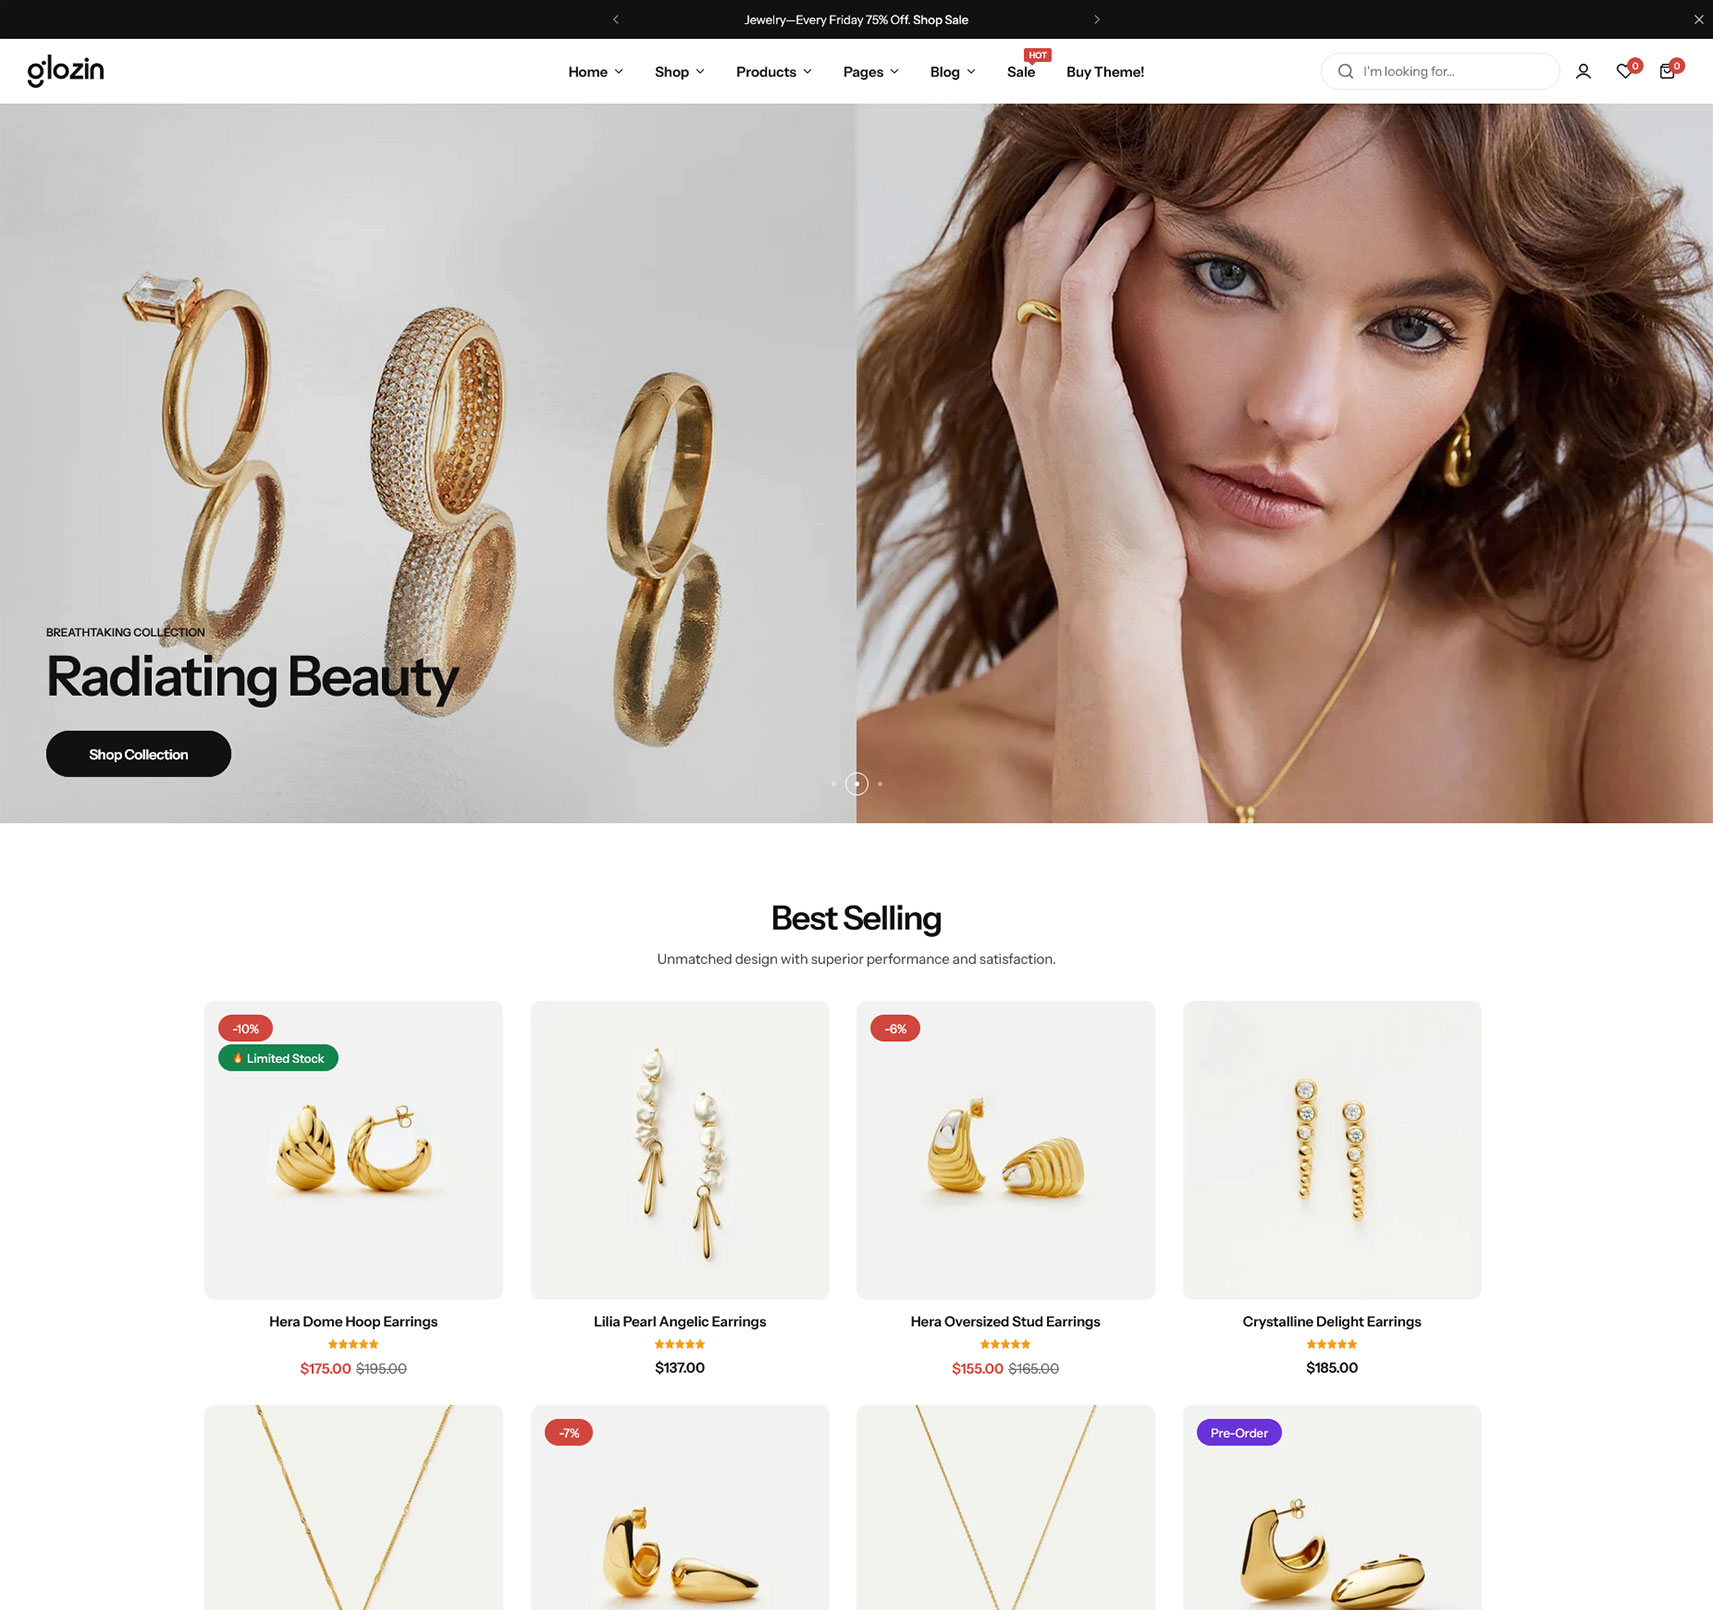 Jewelry—Every Friday 75% Off. Shop Sale
glozin
Home Shop Products Pages Blog Sale HOT Buy Theme!
I'm looking for...
0
0
BREATHTAKING COLLECTION
Radiating Beauty
Shop Collection
Best Selling
Unmatched design with superior performance and satisfaction.
-10%
Limited Stock
-6%
Hera Dome Hoop Earrings
$175.00 $195.00
Lilia Pearl Angelic Earrings
$137.00
Hera Oversized Stud Earrings
$155.00 $165.00
Crystalline Delight Earrings
$185.00
-7%
Pre-Order